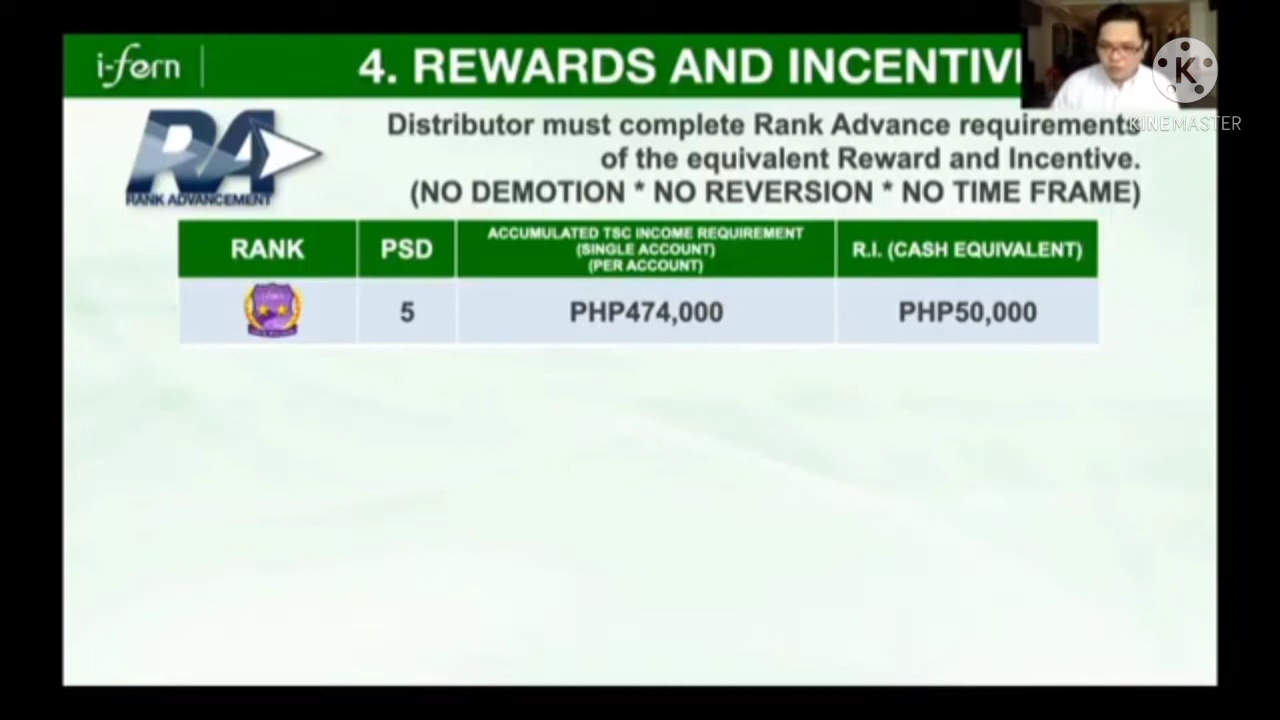 i-fern
4. REWARDS AND INCENTIV
K
KINEMASTER
Distributor must complete Rank Advance requirements
of the equivalent Reward and Incentive.
(NO DEMOTION * NO REVERSION * NO TIME FRAME)
RA
RANK ADVANCEMENT
RANK
PSD
ACCUMULATED TSC INCOME REQUIREMENT
(SINGLE ACCOUNT)
(PER ACCOUNT)
R.I. (CASH EQUIVALENT)
5
PHP474,000
PHP50,000